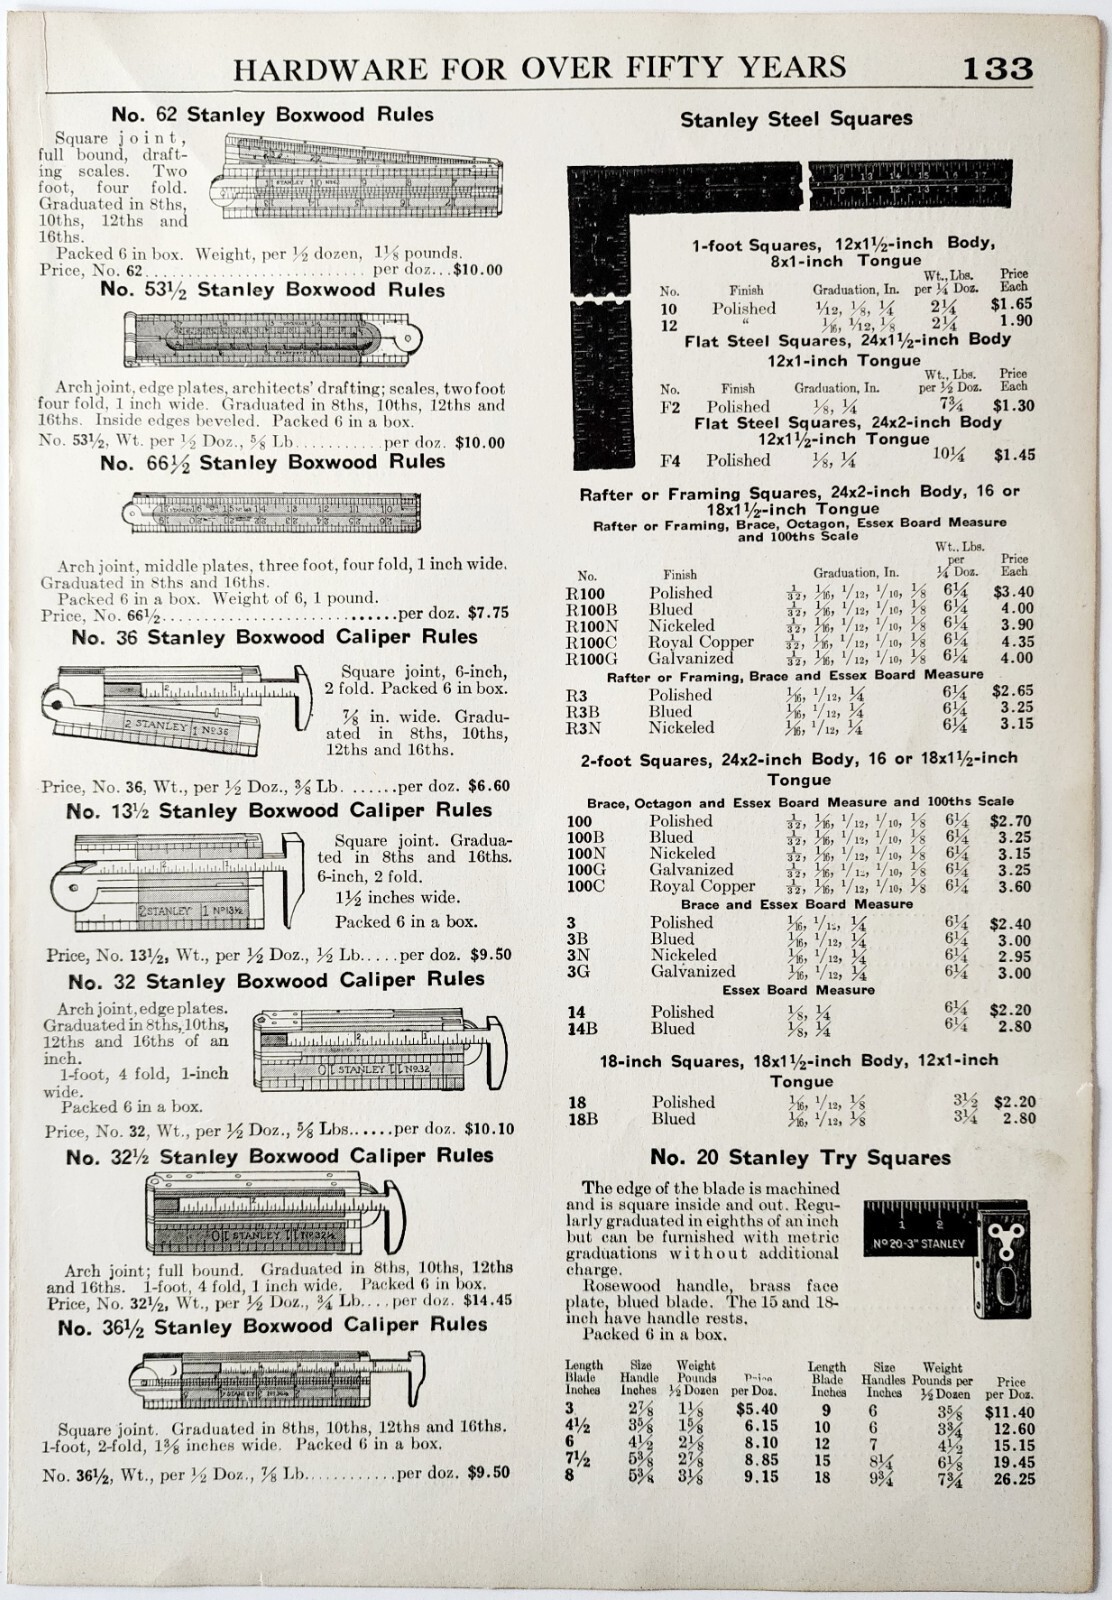 HARDWARE FOR OVER FIFTY YEARS 133
No. 62 Stanley Boxwood Rules
Square joint,
full bound, draft-
ing scales. Two
foot, four fold.
Graduated in 8ths,
10ths, 12ths and
16ths.
Packed 6 in box. Weight, per ½ dozen, 1⅛ pounds.
Price, No. 62 per doz...$10.00
No. 53½ Stanley Boxwood Rules
Arch joint, edge plates, architects' drafting; scales, two foot
four fold, 1 inch wide. Graduated in 8ths, 10ths, 12ths and
16ths. Inside edges beveled. Packed 6 in a box.
No. 53½, Wt. per ½ Doz., ⅝ Lb..........per doz. $10.00
No. 66½ Stanley Boxwood Rules
Arch joint, middle plates, three foot, four fold, 1 inch wide.
Graduated in 8ths and 16ths.
Packed 6 in a box. Weight of 6, 1 pound.
Price, No. 66½..............................per doz. $7.75
No. 36 Stanley Boxwood Caliper Rules
2 STANLEY 1 No 36
Square joint, 6-inch,
2 fold. Packed 6 in box.
⅞ in. wide. Gradu-
ated in 8ths, 10ths,
12ths and 16ths.
Price, No. 36, Wt., per ½ Doz., ⅜ Lb. ......per doz. $6.60
No. 13½ Stanley Boxwood Caliper Rules
2 STANLEY 1 No 13½
Square joint. Gradua-
ted in 8ths and 16ths.
6-inch, 2 fold.
1½ inches wide.
Packed 6 in a box.
Price, No. 13½, Wt., per ½ Doz., ½ Lb.....per doz. $9.50
No. 32 Stanley Boxwood Caliper Rules
Arch joint, edge plates.
Graduated in 8ths, 10ths,
12ths and 16ths of an
inch.
1-foot, 4 fold, 1-inch
wide.
Packed 6 in a box.
STANLEY No 32
Price, No. 32, Wt., per ½ Doz., ⅝ Lbs......per doz. $10.10
No. 32½ Stanley Boxwood Caliper Rules
STANLEY No 32½
Arch joint; full bound. Graduated in 8ths, 10ths, 12ths
and 16ths. 1-foot, 4 fold, 1 inch wide. Packed 6 in box.
Price, No. 32½, Wt., per ½ Doz., ¾ Lb....per doz. $14.45
No. 36½ Stanley Boxwood Caliper Rules
Square joint. Graduated in 8ths, 10ths, 12ths and 16ths.
1-foot, 2-fold, 1⅜ inches wide. Packed 6 in a box.
No. 36½, Wt., per ½ Doz., ⅞ Lb............per doz. $9.50
Stanley Steel Squares
1-foot Squares, 12x1½-inch Body,
8x1-inch Tongue
No. Finish Graduation, In. Wt., Lbs. per ¼ Doz. Price Each
10 Polished 1/12, ⅛, ¼ 2¼ $1.65
12 " 1/16, 1/12, ⅛ 2¼ 1.90
Flat Steel Squares, 24x1½-inch Body
12x1-inch Tongue
No. Finish Graduation, In. Wt., Lbs. per ½ Doz. Price Each
F2 Polished ⅛, ¼ 7¾ $1.30
Flat Steel Squares, 24x2-inch Body
12x1½-inch Tongue
F4 Polished ⅛, ¼ 10¼ $1.45
Rafter or Framing Squares, 24x2-inch Body, 16 or
18x1½-inch Tongue
Rafter or Framing, Brace, Octagon, Essex Board Measure
and 100ths Scale
No. Finish Graduation, In. Wt., Lbs. per ¼ Doz. Price Each
R100 Polished 1/32, 1/16, 1/12, 1/10, ⅛ 6¼ $3.40
R100B Blued 1/32, 1/16, 1/12, 1/10, ⅛ 6¼ 4.00
R100N Nickeled 1/32, 1/16, 1/12, 1/10, ⅛ 6¼ 3.90
R100C Royal Copper 1/32, 1/16, 1/12, 1/10, ⅛ 6¼ 4.35
R100G Galvanized 1/32, 1/16, 1/12, 1/10, ⅛ 6¼ 4.00
Rafter or Framing, Brace and Essex Board Measure
R3 Polished 1/16, 1/12, ¼ 6¼ $2.65
R3B Blued 1/16, 1/12, ¼ 6¼ 3.25
R3N Nickeled 1/16, 1/12, ¼ 6¼ 3.15
2-foot Squares, 24x2-inch Body, 16 or 18x1½-inch
Tongue
Brace, Octagon and Essex Board Measure and 100ths Scale
100 Polished 1/32, 1/16, 1/12, 1/10, ⅛ 6¼ $2.70
100B Blued 1/32, 1/16, 1/12, 1/10, ⅛ 6¼ 3.25
100N Nickeled 1/32, 1/16, 1/12, 1/10, ⅛ 6¼ 3.15
100G Galvanized 1/32, 1/16, 1/12, 1/10, ⅛ 6¼ 3.25
100C Royal Copper 1/32, 1/16, 1/12, 1/10, ⅛ 6¼ 3.60
Brace and Essex Board Measure
3 Polished 1/16, 1/12, ¼ 6¼ $2.40
3B Blued 1/16, 1/12, ¼ 6¼ 3.00
3N Nickeled 1/16, 1/12, ¼ 6¼ 2.95
3G Galvanized 1/16, 1/12, ¼ 6¼ 3.00
Essex Board Measure
14 Polished ⅛, ¼ 6¼ $2.20
14B Blued ⅛, ¼ 6¼ 2.80
18-inch Squares, 18x1½-inch Body, 12x1-inch
Tongue
18 Polished 1/16, 1/12, ⅛ 3½ $2.20
18B Blued 1/16, 1/12, ⅛ 3¼ 2.80
No. 20 Stanley Try Squares
The edge of the blade is machined
and is square inside and out. Regu-
larly graduated in eighths of an inch
but can be furnished with metric
graduations without additional
charge.
Rosewood handle, brass face
plate, blued blade. The 15 and 18-
inch have handle rests.
Packed 6 in a box.
1 2
No 20-3" STANLEY
Length Blade Inches Size Handle Inches Weight Pounds ½ Dozen per Doz. Length Blade Inches Size Handles Inches Weight Pounds per ½ Dozen Price per Doz.
3 2⅞ 1⅛ $5.40 9 6 3⅝ $11.40
4½ 3⅝ 1⅝ 6.15 10 6 3¾ 12.60
6 4½ 2⅛ 8.10 12 7 4½ 15.15
7½ 5⅜ 2⅞ 8.85 15 8¼ 6⅛ 19.45
8 5⅜ 3⅛ 9.15 18 9¾ 7¾ 26.25